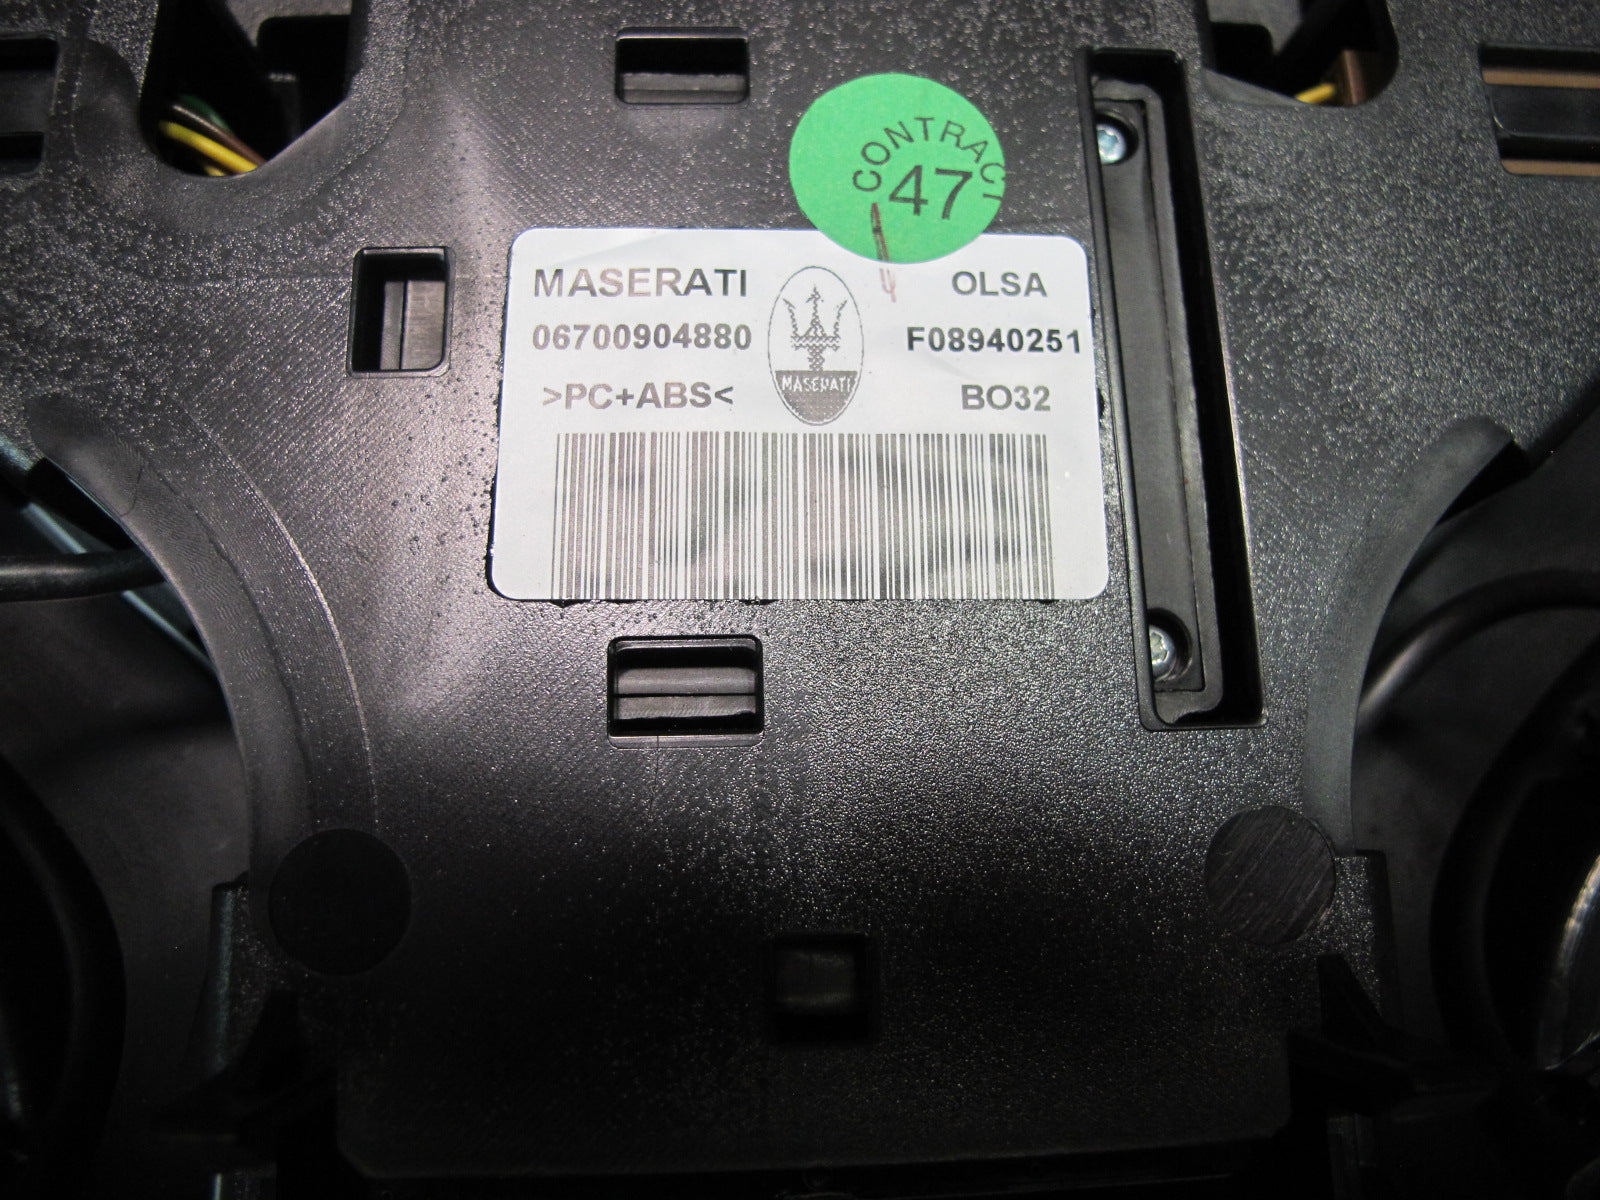 CONTRACT
47
MASERATI
OLSA
06700904880
F08940251
MASERATI
>PC+ABS<
BO32